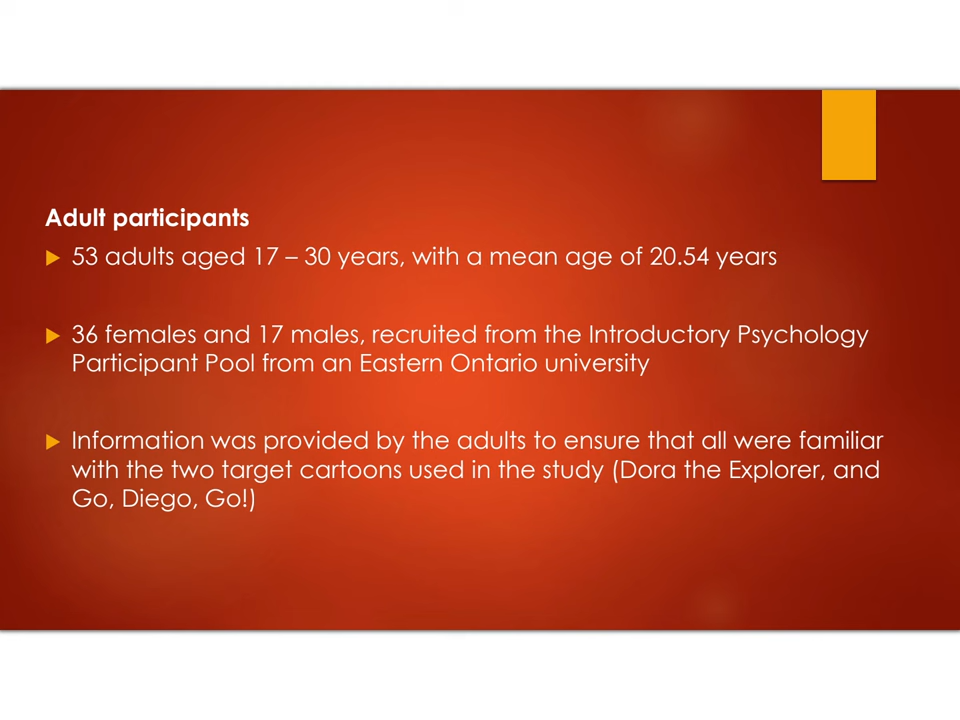 Adult participants
53 adults aged 17 – 30 years, with a mean age of 20.54 years
36 females and 17 males, recruited from the Introductory Psychology
Participant Pool from an Eastern Ontario university
Information was provided by the adults to ensure that all were familiar
with the two target cartoons used in the study (Dora the Explorer, and
Go, Diego, Go!)